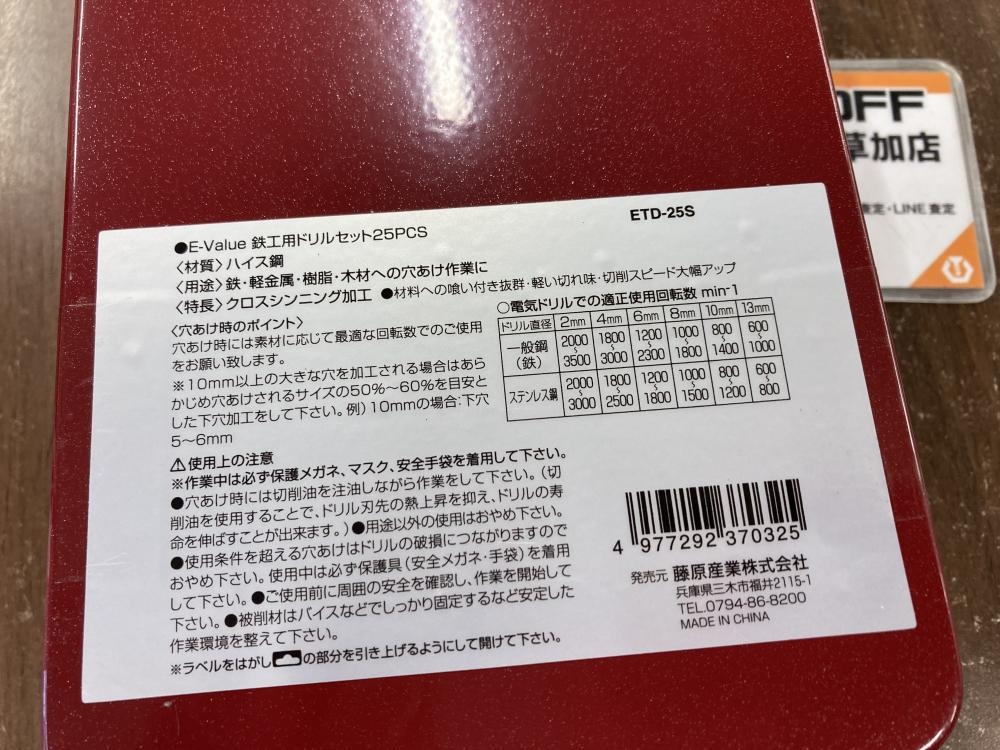 ETD-25S
●E-Value 鉄工用ドリルセット25PCS
〈材質〉ハイス鋼
〈用途〉鉄・軽金属・樹脂・木材への穴あけ作業に
〈特長〉クロスシンニング加工 ●材料への喰い付き抜群・軽い切れ味・切削スピード大幅アップ
〈穴あけ時のポイント〉
穴あけ時には素材に応じて最適な回転数でのご使用
をお願い致します。
※10mm以上の大きな穴を加工される場合はあら
かじめ穴あけされるサイズの50%〜60%を目安と
した下穴加工をして下さい。例）10mmの場合：下穴
5〜6mm
○電気ドリルでの適正使用回転数 min-1
ドリル直径 2mm 4mm 6mm 8mm 10mm 13mm
一般鋼（鉄） 2000〜3500 1800〜3000 1200〜2300 1000〜1800 800〜1400 600〜1000
ステンレス鋼 2000〜3000 1800〜2500 1200〜1800 1000〜1500 800〜1200 600〜800
⚠使用上の注意
※作業中は必ず保護メガネ、マスク、安全手袋を着用して下さい。
●穴あけ時には切削油を注油しながら作業をして下さい。（切
削油を使用することで、ドリル刃先の熱上昇を抑え、ドリルの寿
命を伸ばすことが出来ます。）●用途以外の使用はおやめ下さい。
●使用条件を超える穴あけはドリルの破損につながりますので
おやめ下さい。使用中は必ず保護具（安全メガネ・手袋）を着用
して下さい。●ご使用前に周囲の安全を確認し、作業を開始して
下さい。●被削材はバイスなどでしっかり固定するなど安定した
作業環境を整えて下さい。
※ラベルをはがし の部分を引き上げるようにして開けて下さい。
4 977292 370325
発売元 藤原産業株式会社
兵庫県三木市福井2115-1
TEL.0794-86-8200
MADE IN CHINA
OFF
草加店
査定・LINE査定